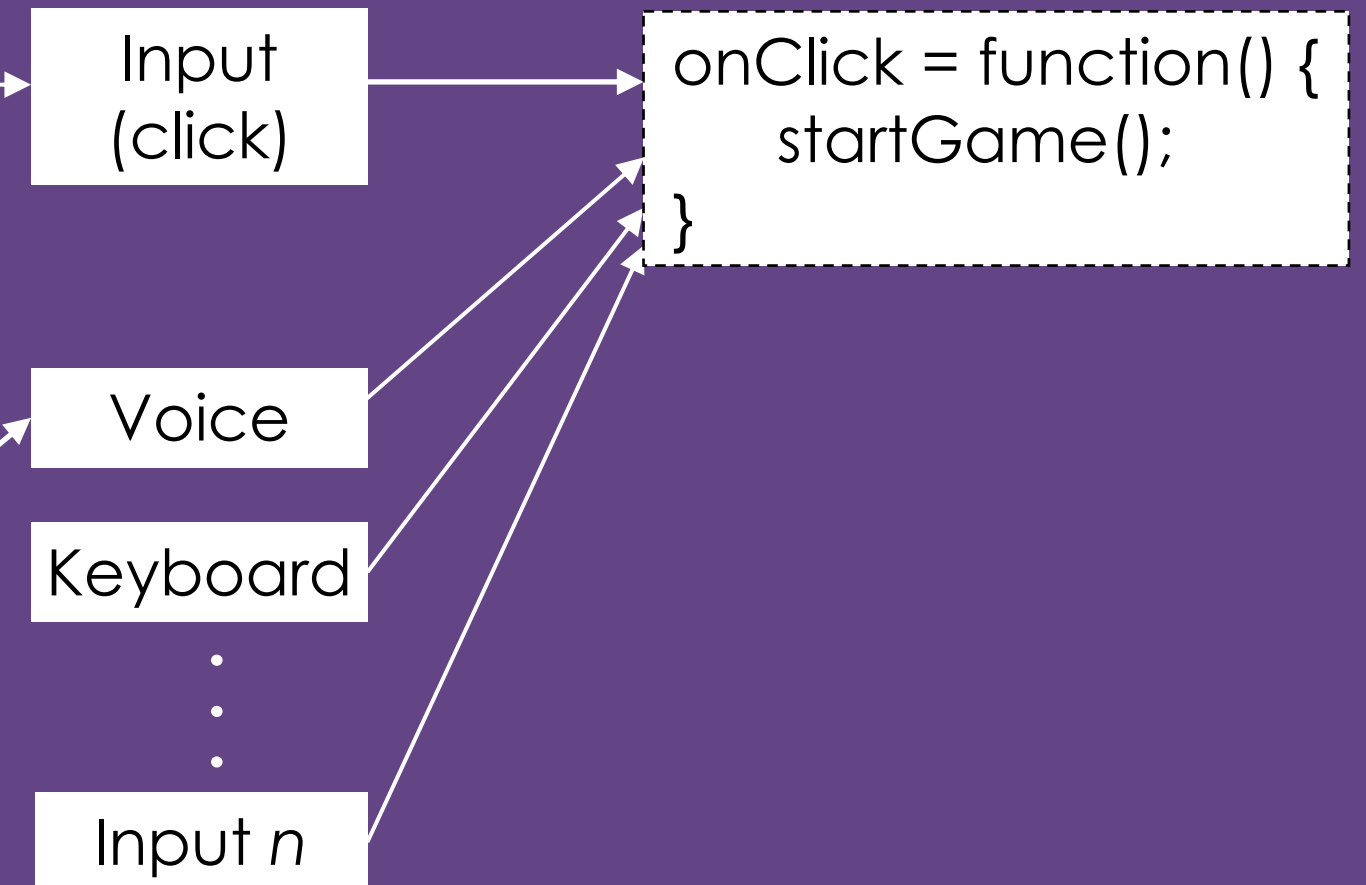 Input
(click)
onClick = function() {
startGame();
}
Voice
Keyboard
Input n